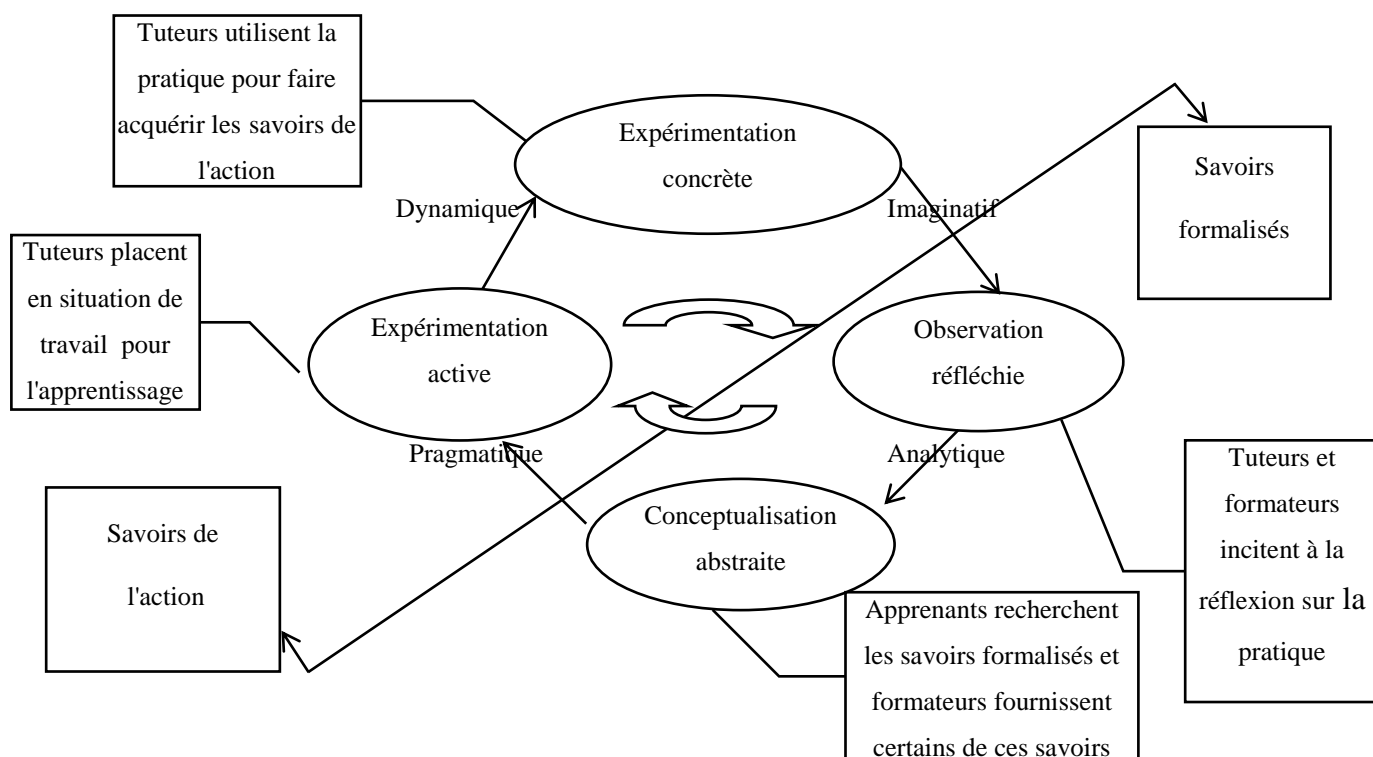 Tuteurs utilisent la
pratique pour faire
acquérir les savoirs de
l'action
Expérimentation
concrète
Savoirs
formalisés
Dynamique
Imaginatif
Tuteurs placent
en situation de
travail pour
l'apprentissage
Expérimentation
active
Observation
réfléchie
Pragmatique
Analytique
Savoirs de
l'action
Conceptualisation
abstraite
Tuteurs et
formateurs
incitent à la
réflexion sur la
pratique
Apprenants recherchent
les savoirs formalisés et
formateurs fournissent
certains de ces savoirs